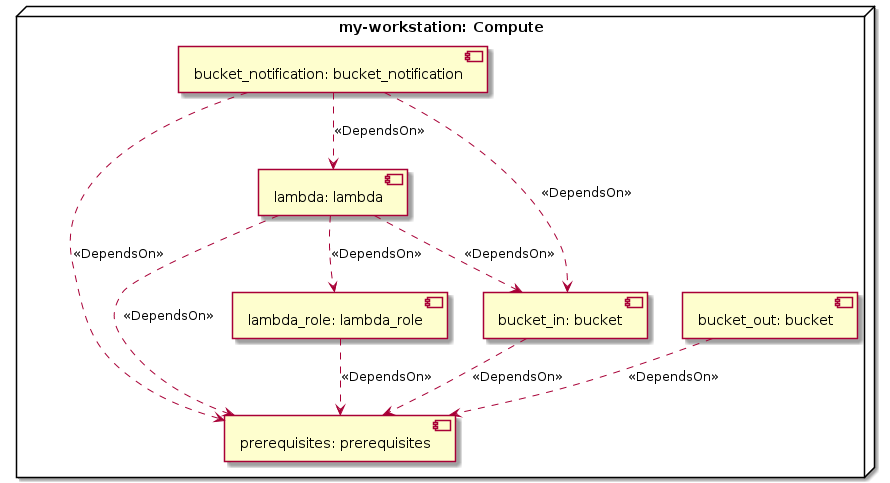 my-workstation: Compute
bucket_notification: bucket_notification
«DependsOn»
lambda: lambda
«DependsOn»
«DependsOn»
«DependsOn»
«DependsOn»
«DependsOn»
lambda_role: lambda_role
bucket_in: bucket
bucket_out: bucket
«DependsOn»
«DependsOn»
«DependsOn»
prerequisites: prerequisites